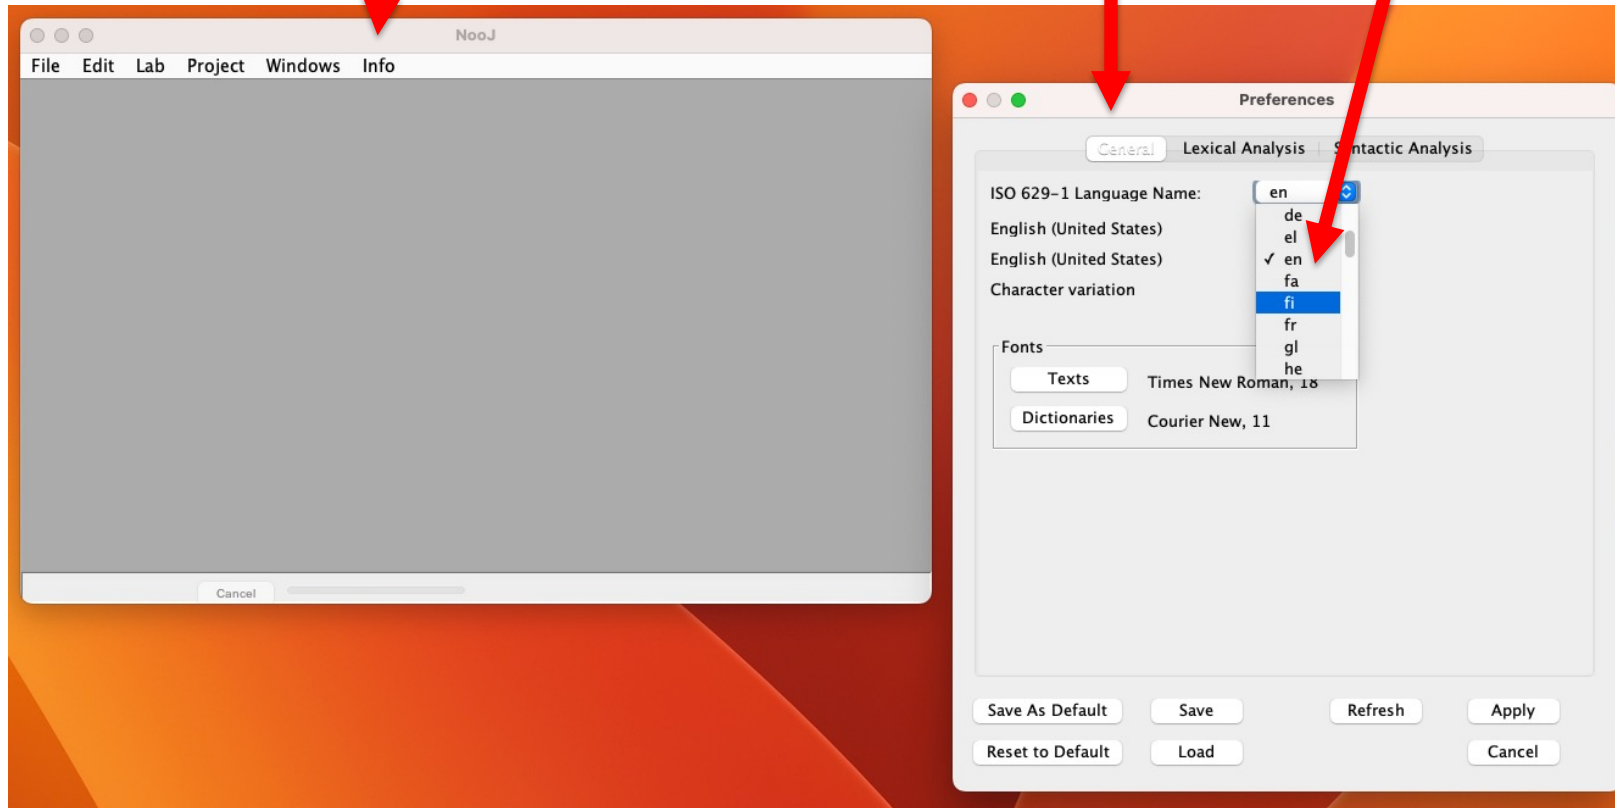 NooJ
File Edit Lab Project Windows Info
Cancel
Preferences
General Lexical Analysis Syntactic Analysis
ISO 629-1 Language Name: en
de
English (United States)
el
English (United States) ✓ en
fa
Character variation
fi
fr
Fonts
gl
he
Texts Times New Roman, 18
Dictionaries Courier New, 11
Save As Default Save Refresh Apply
Reset to Default Load Cancel